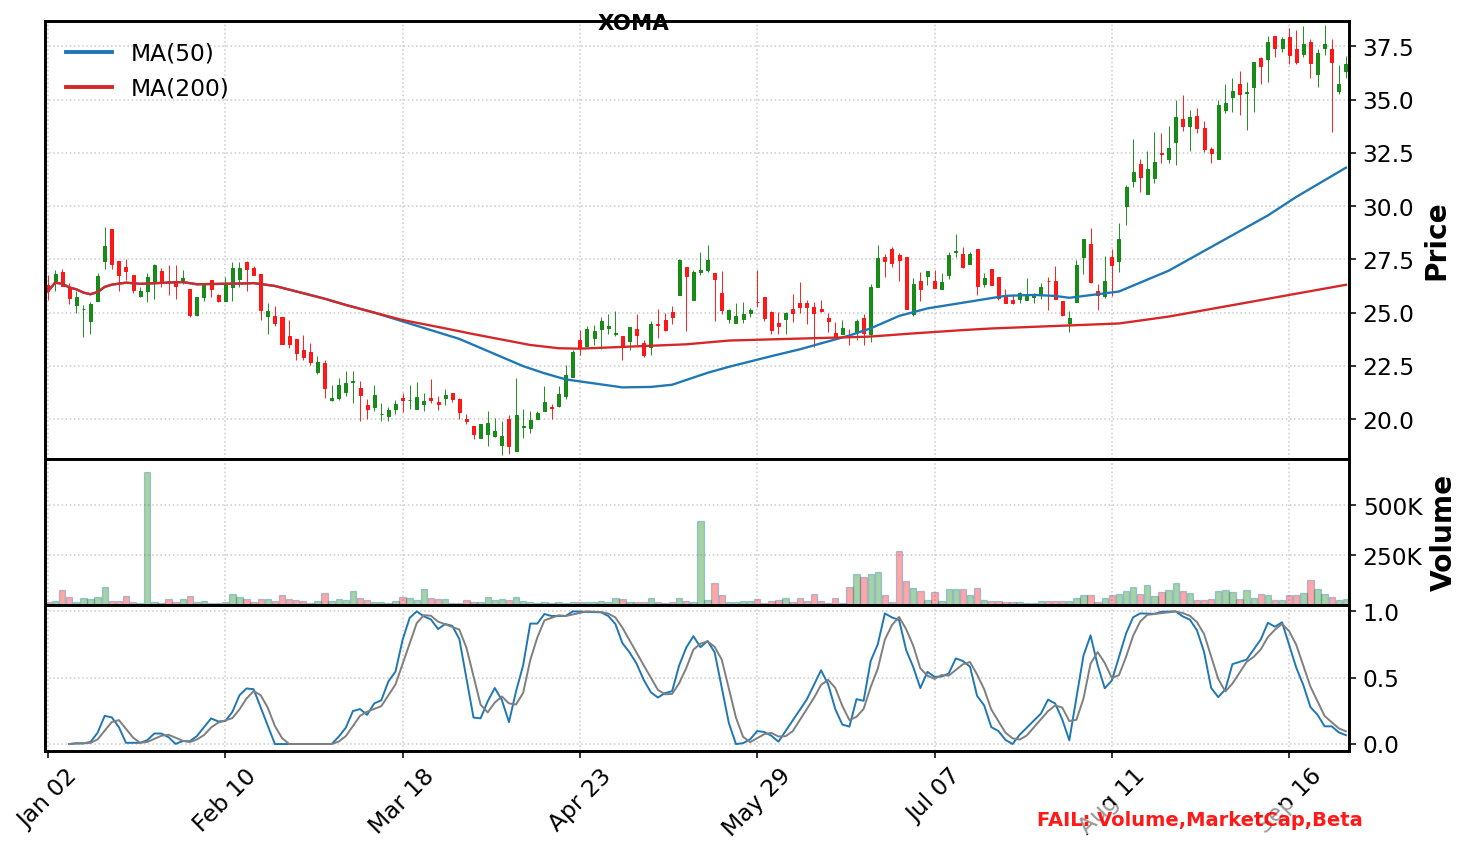 XOMA
MA(50)
MA(200)
37.5
35.0
32.5
30.0
27.5
25.0
22.5
20.0
Price
500K
250K
Volume
1.0
0.5
0.0
Jan 02
Feb 10
Mar 18
Apr 23
May 29
Jul 07
Aug 11
Sep 16
FAIL: Volume,MarketCap,Beta